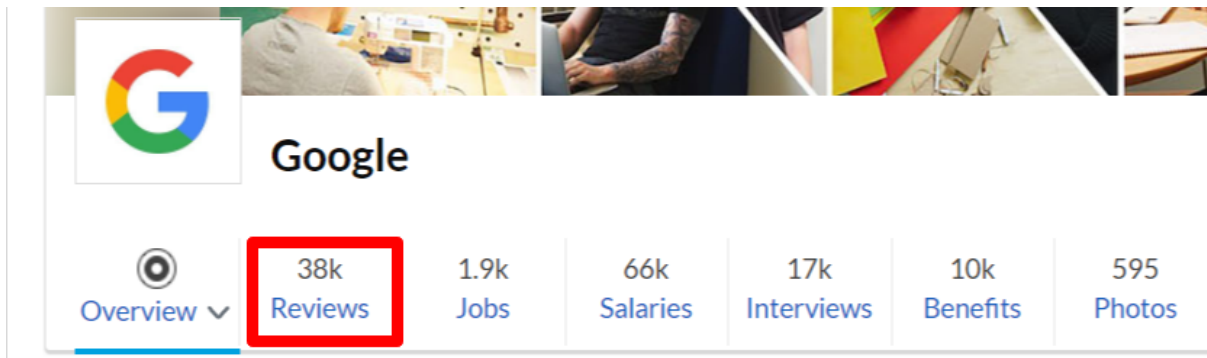 Google
38k 1.9k 66k 17k 10k 595
Overview Reviews Jobs Salaries Interviews Benefits Photos